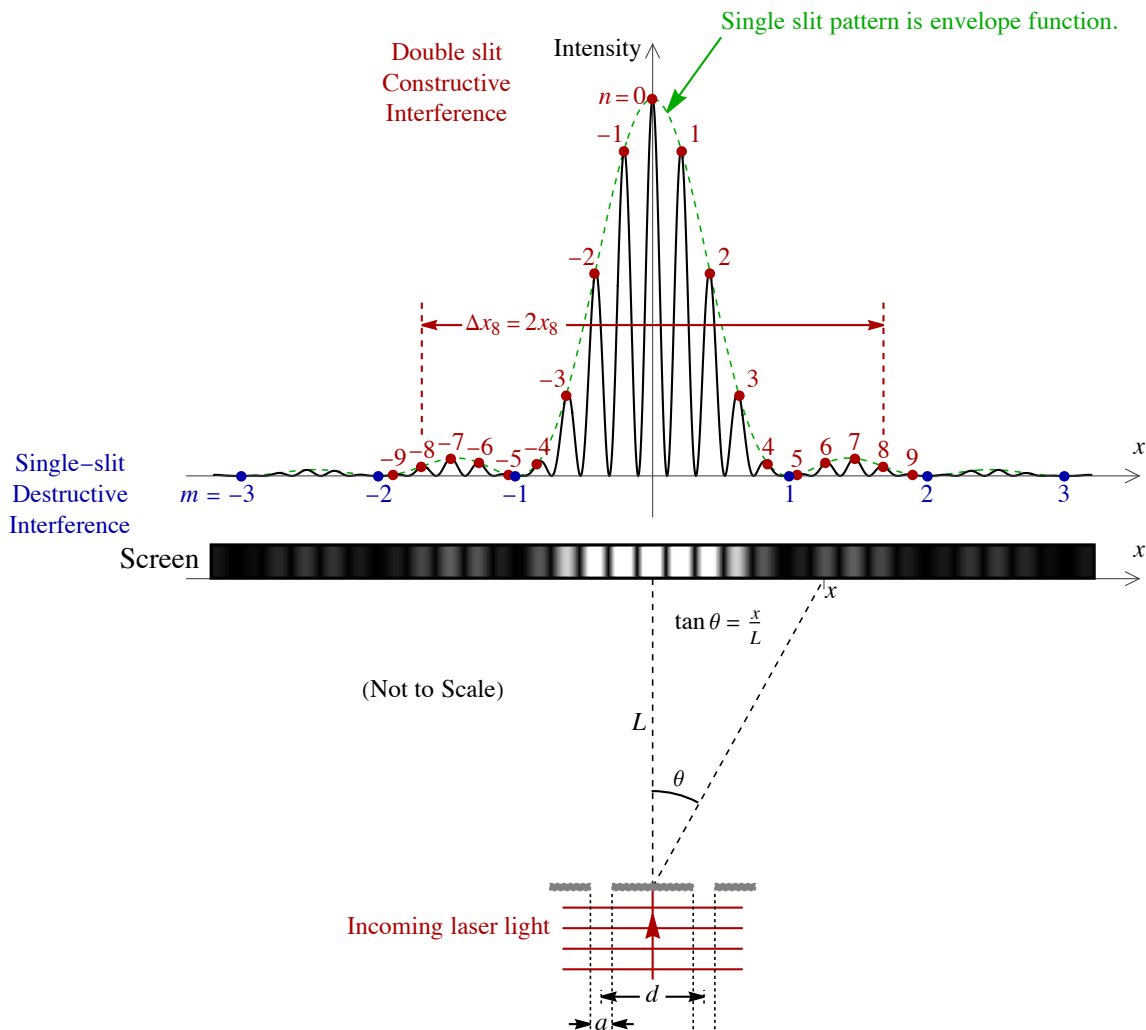 Single slit pattern is envelope function.
Intensity
Double slit
Constructive
Interference
n = 0
−1
1
−2
2
Δx₈ = 2x₈
−3
3
−9
−8
−7
−6
−5
−4
4
5
6
7
8
9
x
Single−slit
Destructive
Interference
m = −3
−2
−1
1
2
3
Screen
x
x
tan θ = x/L
(Not to Scale)
L
θ
Incoming laser light
d
a